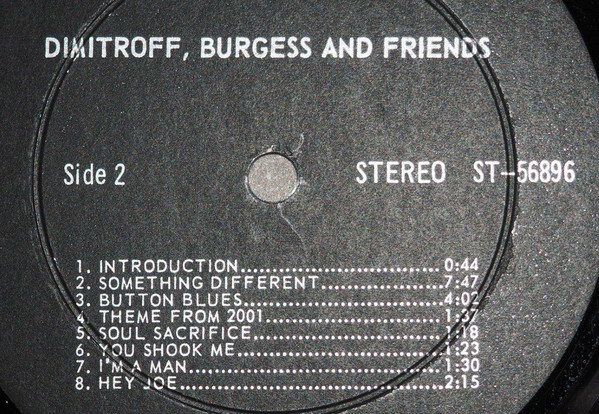 DIMITROFF, BURGESS AND FRIENDS
Side 2 STEREO ST-56896
1. INTRODUCTION 0:44
2. SOMETHING DIFFERENT 7:47
3. BUTTON BLUES 4:02
4. THEME FROM 2001 1:37
5. SOUL SACRIFICE 1:18
6. YOU SHOOK ME 1:23
7. I'M A MAN 1:30
8. HEY JOE 2:15